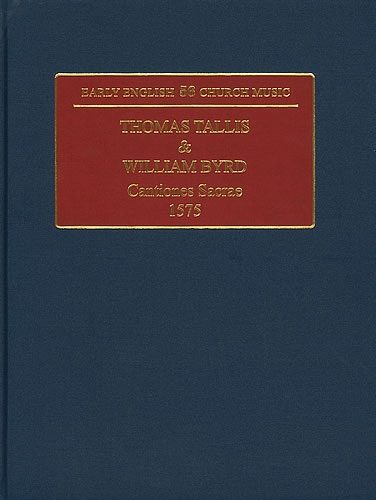 EARLY ENGLISH 56 CHURCH MUSIC
THOMAS TALLIS
&
WILLIAM BYRD
Cantiones Sacrae
1575